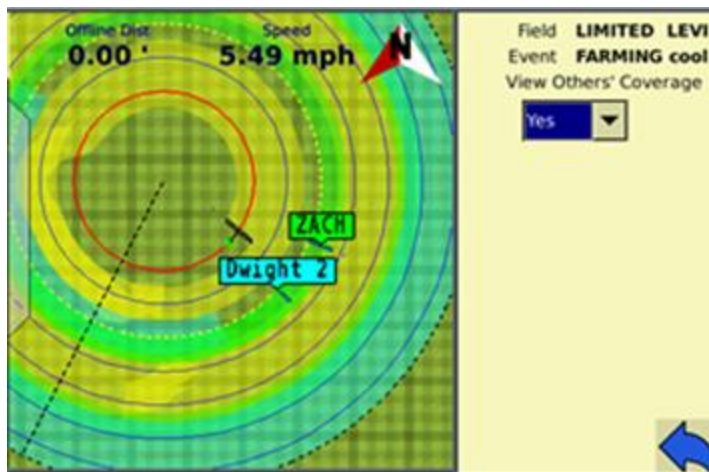 Offline Dist
0.00 '
Speed
5.49 mph
N
ZACH
Dwight 2
Field LIMITED LEVI
Event FARMING cool
View Others' Coverage
Yes